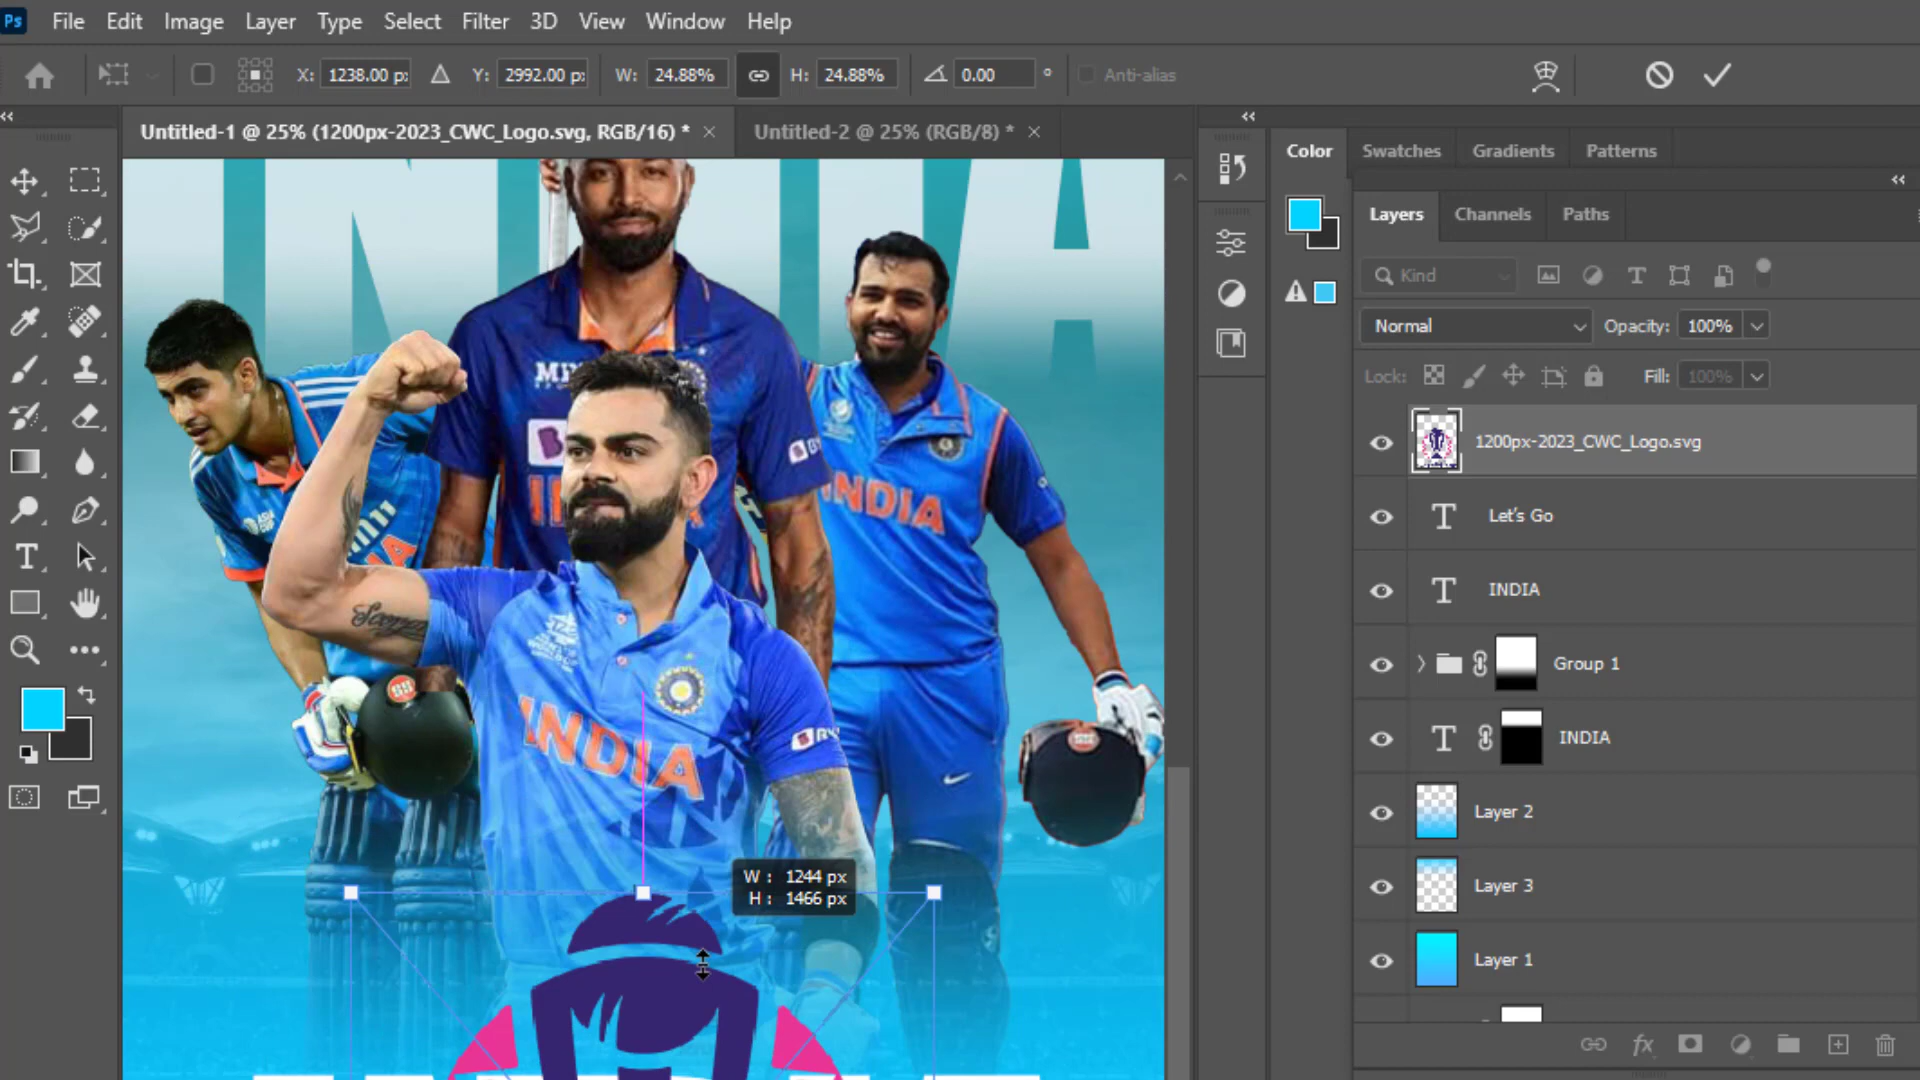 Ps File Edit Image Layer Type Select Filter 3D View Window Help
X: 1238.00 p Y: 2992.00 p W: 24.88% H: 24.88% 0.00 ° Anti-alias
Untitled-1 @ 25% (1200px-2023_CWC_Logo.svg, RGB/16) * × Untitled-2 @ 25% (RGB/8) * ×
Color Swatches Gradients Patterns
Layers Channels Paths
Kind
Normal Opacity: 100%
Lock: Fill: 100%
1200px-2023_CWC_Logo.svg
Let's Go
INDIA
Group 1
INDIA
Layer 2
Layer 3
Layer 1
INDIA
INDIA
INDIA
W : 1244 px
H : 1466 px